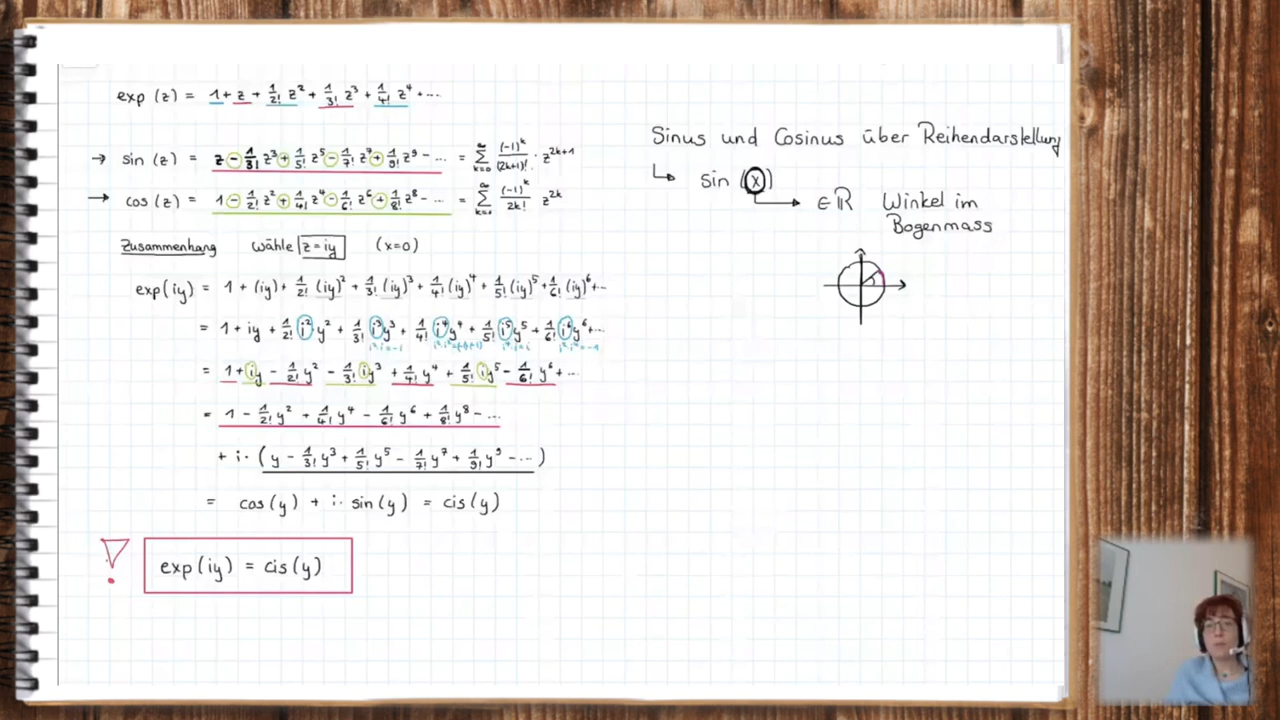 exp (z) = 1 + z + 1/2! z² + 1/3! z³ + 1/4! z⁴ + ...
→ sin (z) = z - 1/3! z³ + 1/5! z⁵ - 1/7! z⁷ + 1/9! z⁹ - ... = ∞ Σ k=0 (-1)^k/(2k+1)! · z^2k+1
→ cos (z) = 1 - 1/2! z² + 1/4! z⁴ - 1/6! z⁶ + 1/8! z⁸ - ... = ∞ Σ k=0 (-1)^k/2k! z^2k
Zusammenhang wähle z=iy (x=0)
exp(iy) = 1 + (iy) + 1/2! (iy)² + 1/3! (iy)³ + 1/4! (iy)⁴ + 1/5! (iy)⁵ + 1/6! (iy)⁶ + ...
= 1 + iy + 1/2! i² y² + 1/3! i³ y³ + 1/4! i⁴ y⁴ + 1/5! i⁵ y⁵ + 1/6! i⁶ y⁶ + ...
= 1 + iy - 1/2! y² - 1/3! iy³ + 1/4! y⁴ + 1/5! iy⁵ - 1/6! y⁶ + ...
= 1 - 1/2! y² + 1/4! y⁴ - 1/6! y⁶ + 1/8! y⁸ - ...
+ i · (y - 1/3! y³ + 1/5! y⁵ - 1/7! y⁷ + 1/9! y⁹ - ...)
= cos(y) + i · sin(y) = cis(y)
! exp(iy) = cis(y)
Sinus und Cosinus über Reihendarstellung
↳ sin (x)
→ ∈ ℝ Winkel im
Bogenmass